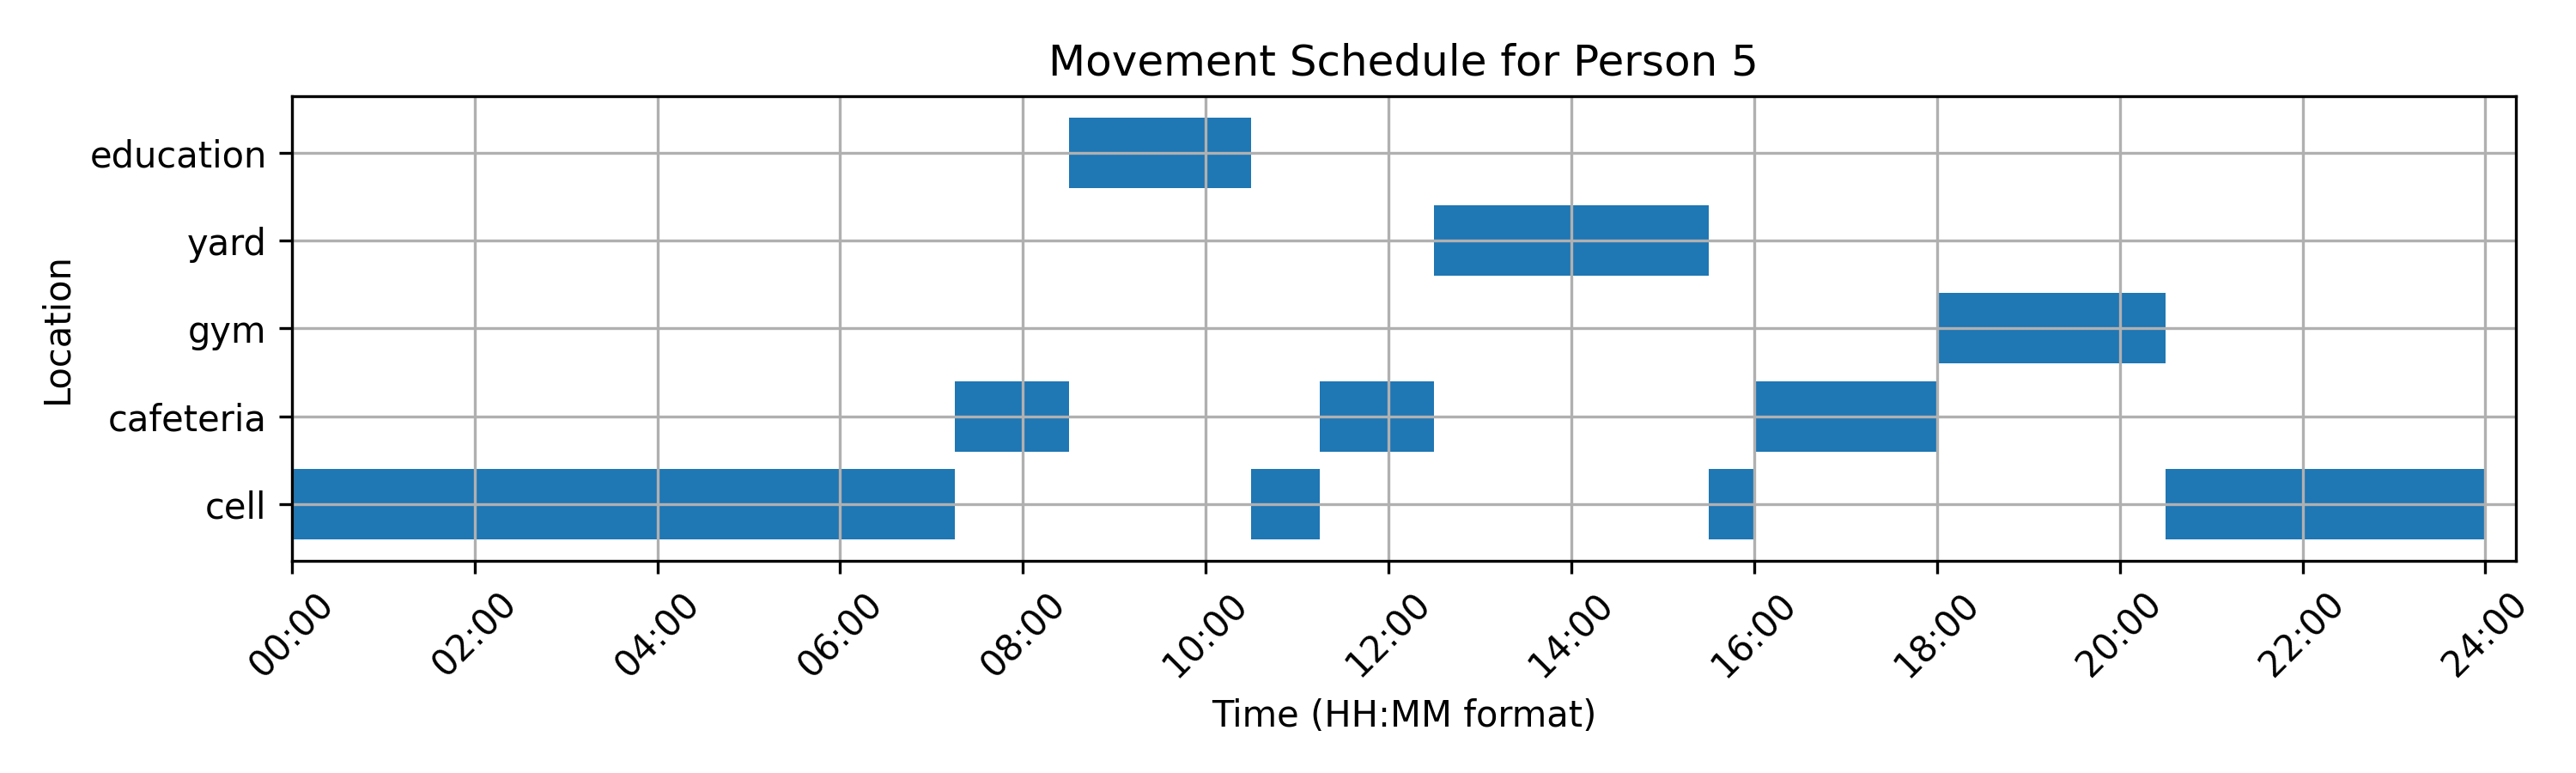 Movement Schedule for Person 5
education
yard
gym
cafeteria
cell
Location
00:00 02:00 04:00 06:00 08:00 10:00 12:00 14:00 16:00 18:00 20:00 22:00 24:00
Time (HH:MM format)